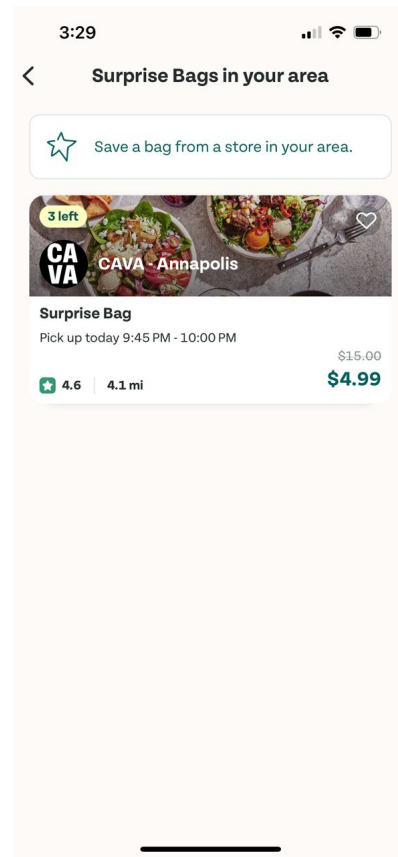 3:29
Surprise Bags in your area
Save a bag from a store in your area.
3 left
CA
VA
CAVA - Annapolis
Surprise Bag
Pick up today 9:45 PM - 10:00 PM
$15.00
4.6
4.1 mi
$4.99